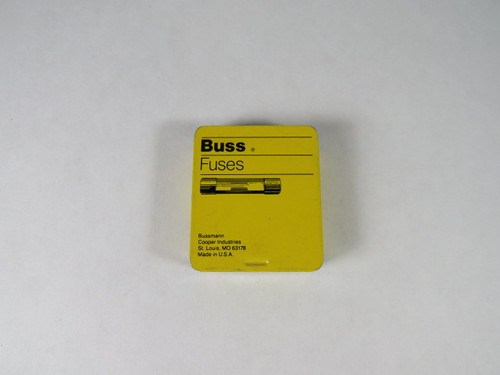 Buss ®
Fuses
Bussmann
Cooper Industries
St. Louis, MO 63178
Made in U.S.A.